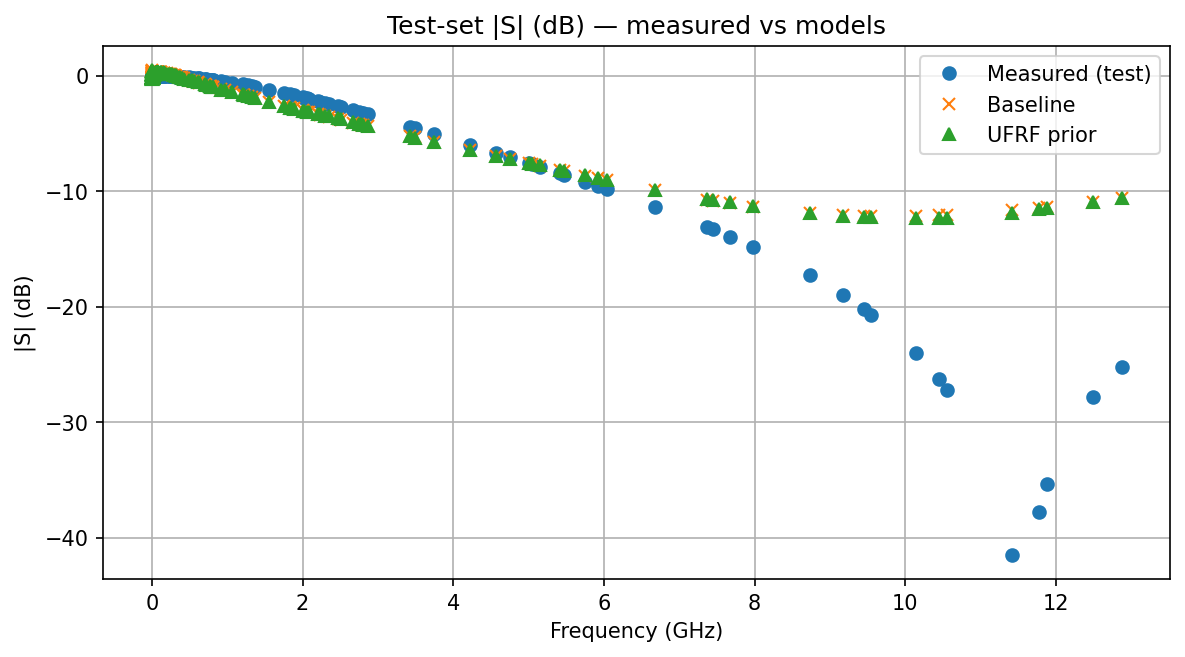 Test-set |S| (dB) — measured vs models
Measured (test)
Baseline
UFRF prior
|S| (dB)
0
−10
−20
−30
−40
0 2 4 6 8 10 12
Frequency (GHz)